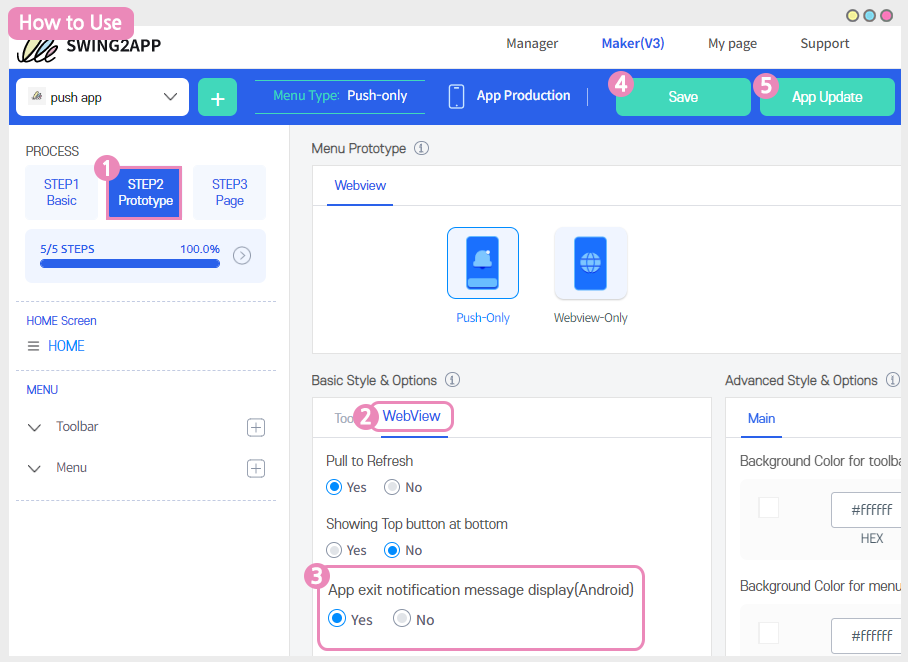 How to Use
SWING2APP
Manager
Maker(V3)
My page
Support
push app
+
Menu Type: Push-only
App Production
4
Save
5
App Update
PROCESS
1
STEP1
Basic
STEP2
Prototype
STEP3
Page
5/5 STEPS
100.0%
HOME Screen
HOME
MENU
Toolbar
Menu
Menu Prototype
Webview
Push-Only
Webview-Only
Basic Style & Options
2
WebView
Pull to Refresh
Yes
No
Showing Top button at bottom
Yes
No
3
App exit notification message display(Android)
Yes
No
Advanced Style & Options
Main
Background Color for toolba
#ffffff
HEX
Background Color for menu
#ffffff